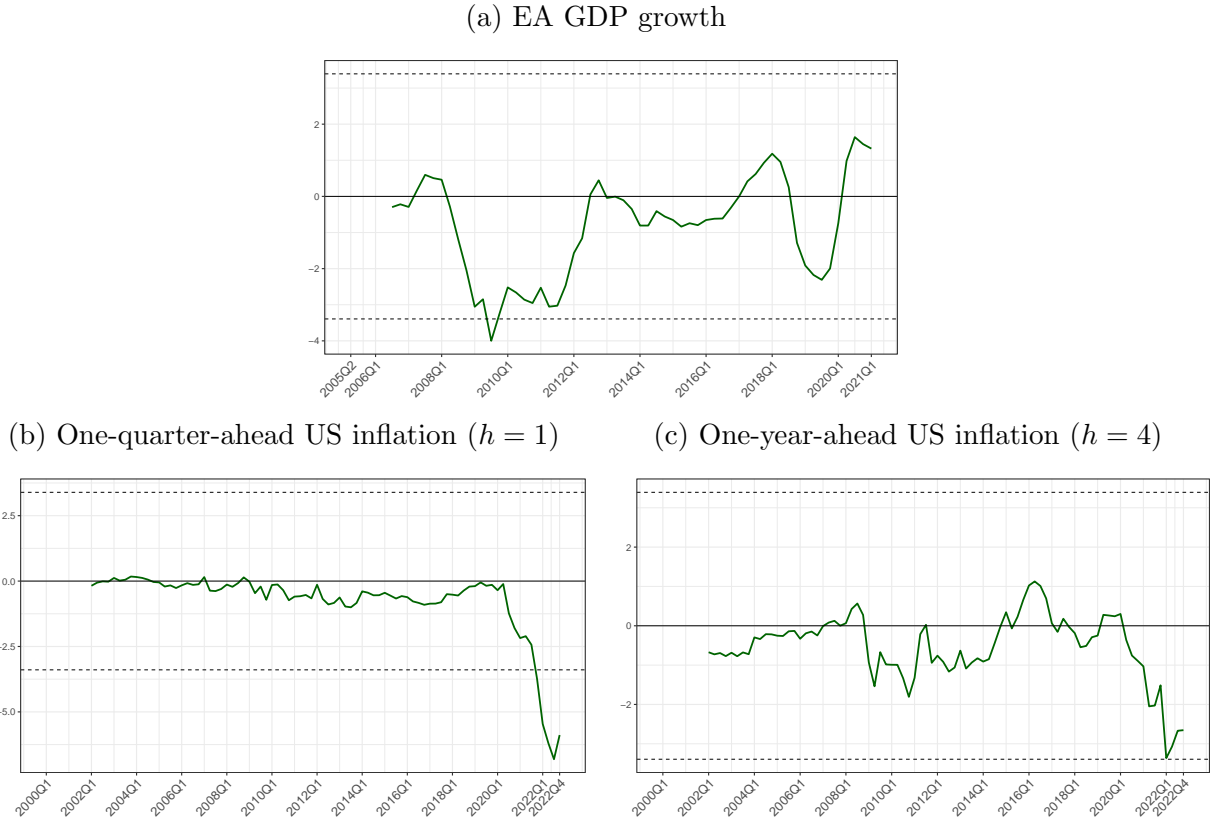 (a) EA GDP growth
2
0
−2
−4
2005Q2 2006Q1 2008Q1 2010Q1 2012Q1 2014Q1 2016Q1 2018Q1 2020Q1 2021Q1
(b) One-quarter-ahead US inflation (h = 1)
2.5
0.0
-2.5
-5.0
2000Q1 2002Q1 2004Q1 2006Q1 2008Q1 2010Q1 2012Q1 2014Q1 2016Q1 2018Q1 2020Q1 2022Q1 2022Q4
(c) One-year-ahead US inflation (h = 4)
2
0
−2
2000Q1 2002Q1 2004Q1 2006Q1 2008Q1 2010Q1 2012Q1 2014Q1 2016Q1 2018Q1 2020Q1 2022Q1 2022Q4